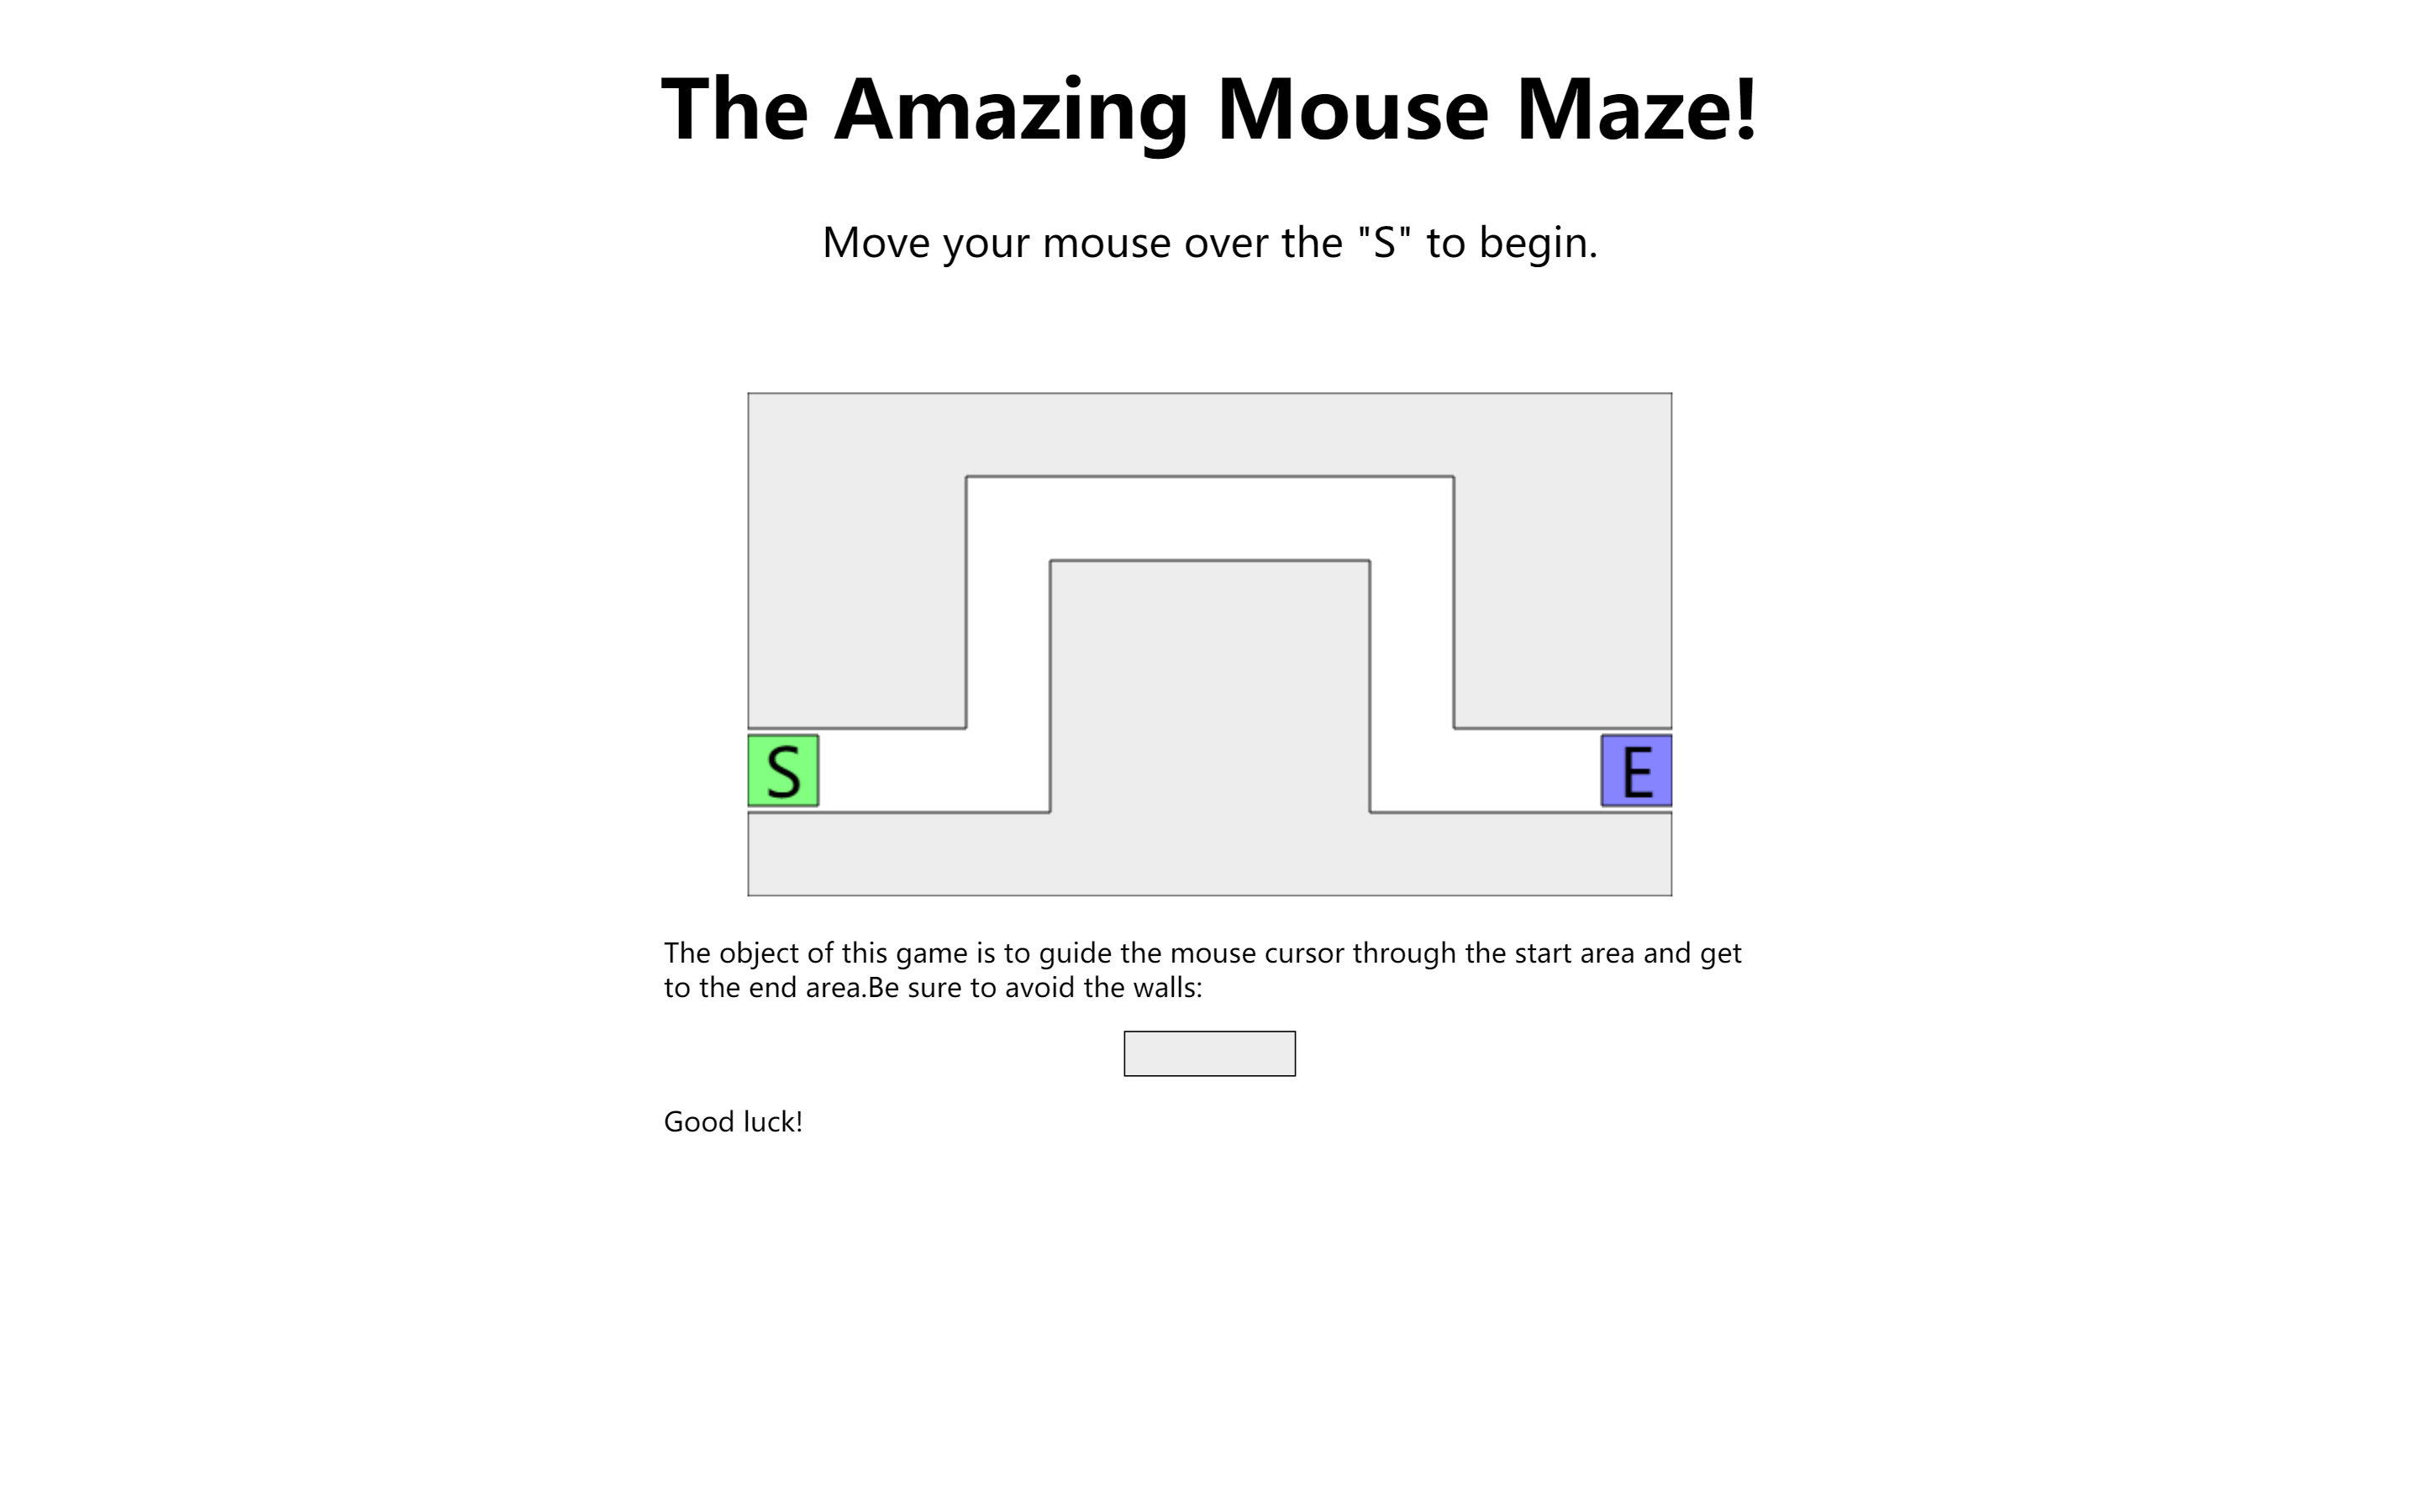 The Amazing Mouse Maze!
Move your mouse over the "S" to begin.
S
E
The object of this game is to guide the mouse cursor through the start area and get
to the end area.Be sure to avoid the walls:
Good luck!